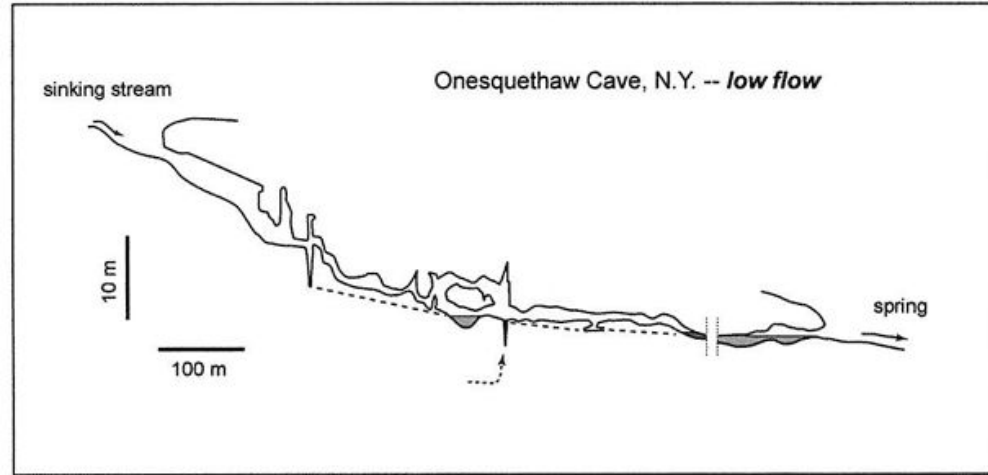 Onesquethaw Cave, N.Y. -- low flow
sinking stream
10 m
100 m
spring